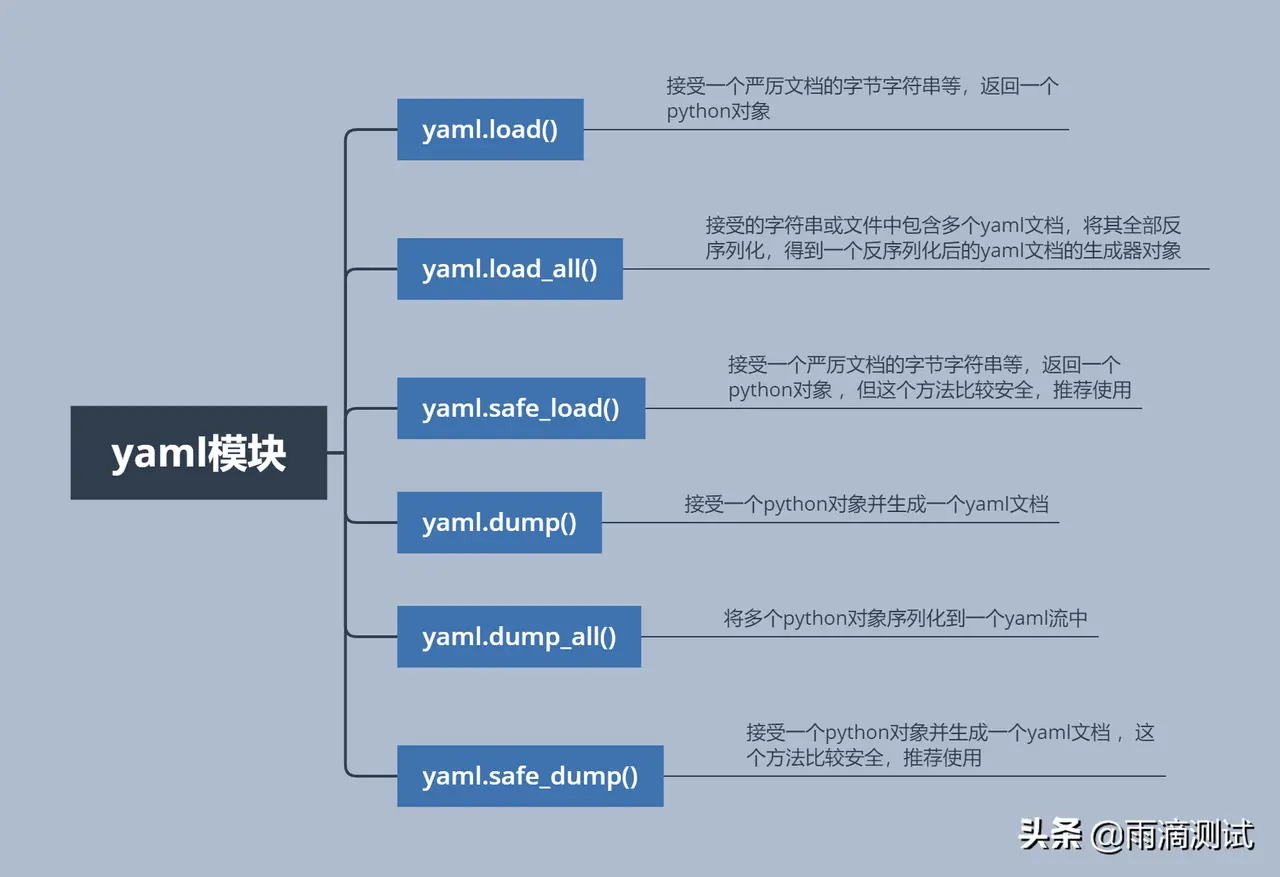 接受一个严厉文档的字节字符串等，返回一个
python对象
yaml.load()
接受的字符串或文件中包含多个yaml文档，将其全部反
序列化，得到一个反序列化后的yaml文档的生成器对象
yaml.load_all()
接受一个严厉文档的字节字符串等，返回一个
python对象 ，但这个方法比较安全，推荐使用
yaml.safe_load()
yaml模块
接受一个python对象并生成一个yaml文档
yaml.dump()
将多个python对象序列化到一个yaml流中
yaml.dump_all()
接受一个python对象并生成一个yaml文档 ，这
个方法比较安全，推荐使用
yaml.safe_dump()
头条 @雨滴测试